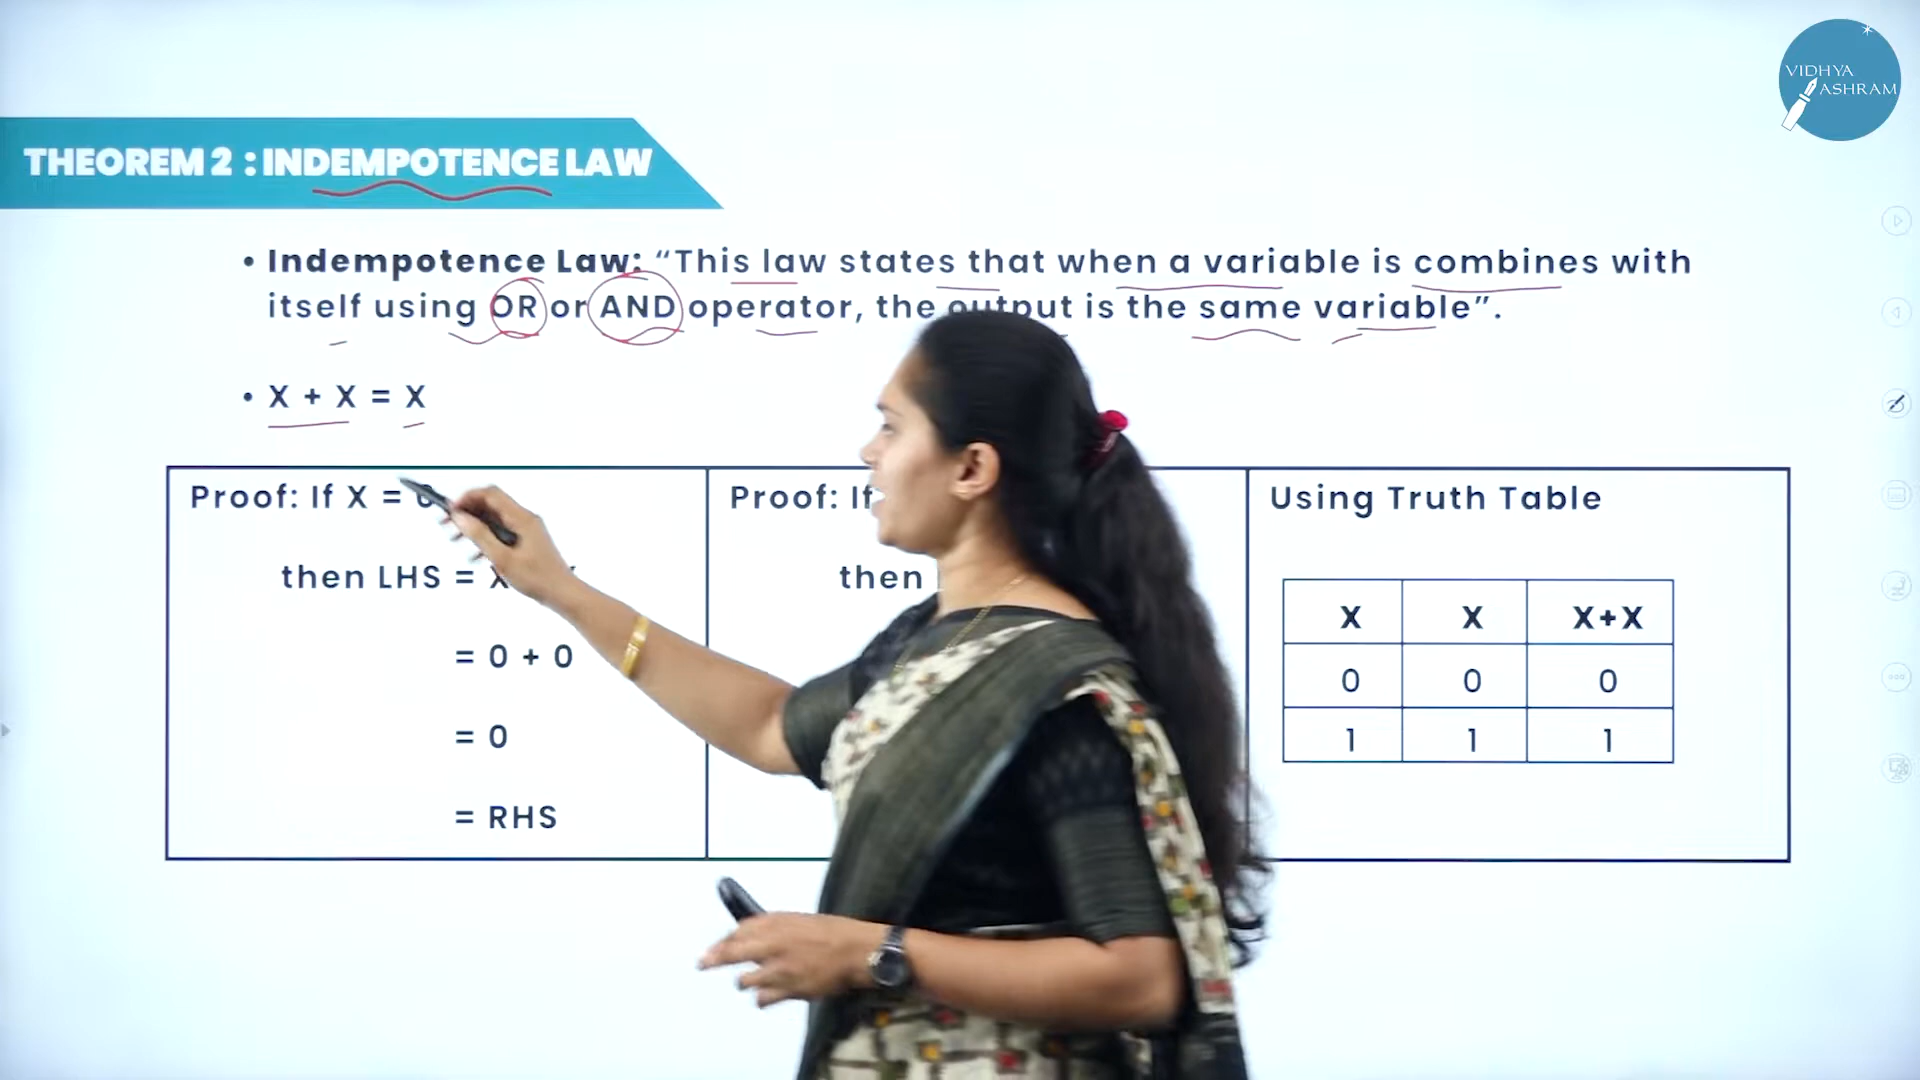 VIDHYA
ASHRAM
THEOREM 2 : INDEMPOTENCE LAW
• Indempotence Law: “This law states that when a variable is combines with
itself using OR or AND operator, the output is the same variable”.
• X + X = X
Proof: If X = 0
then LHS = X
= 0 + 0
= 0
= RHS
Proof: If
then
Using Truth Table
X X X+X
0 0 0
1 1 1